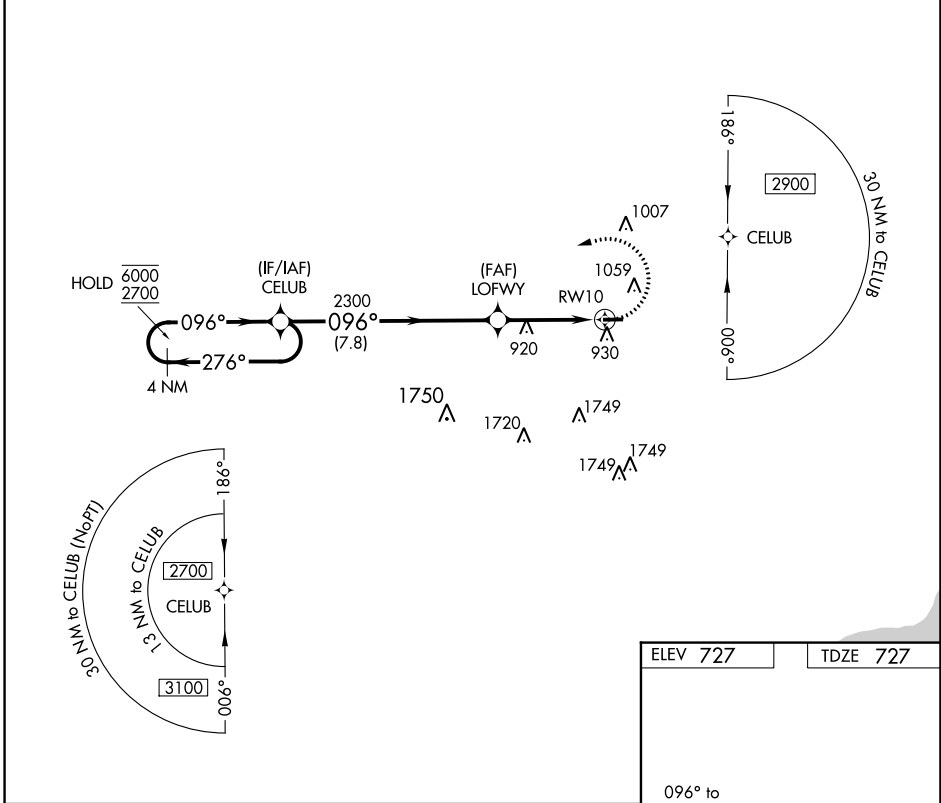 186°
2900
CELUB
30 NM to CELUB
006°
1007
1059
HOLD 6000
2700
(IF/IAF)
CELUB
(FAF)
LOFWY
RW10
096°
2300
096°
(7.8)
276°
4 NM
920
930
1750
1720
1749
1749
1749
30 NM to CELUB (NoPT)
13 NM to CELUB
186°
2700
CELUB
3100
006°
ELEV 727
TDZE 727
096° to